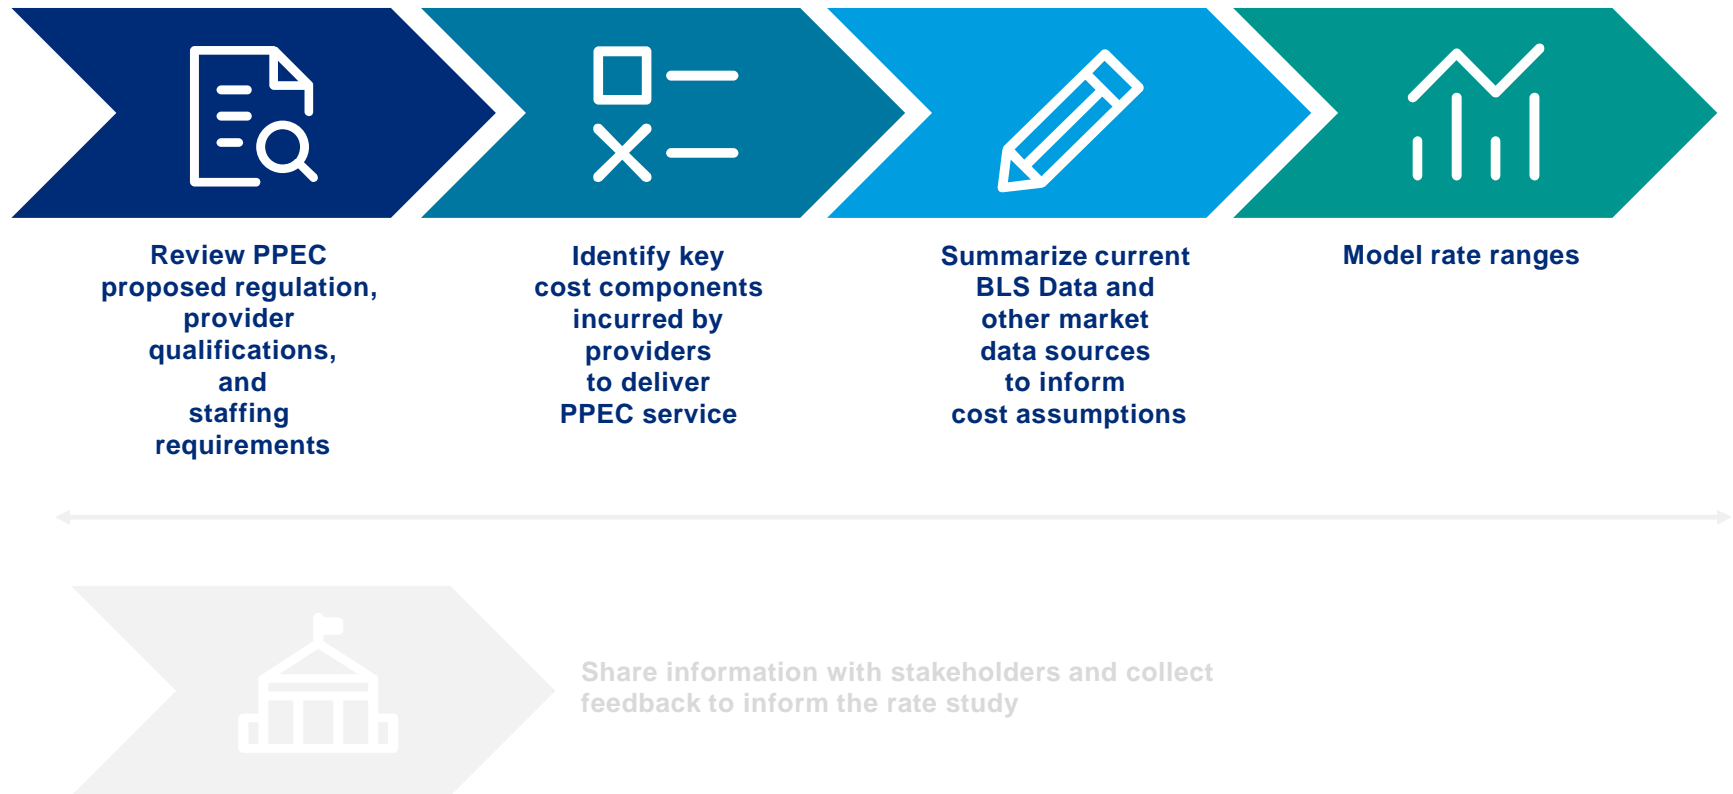 Review PPEC
proposed regulation,
provider
qualifications,
and
staffing
requirements
Identify key
cost components
incurred by
providers
to deliver
PPEC service
Summarize current
BLS Data and
other market
data sources
to inform
cost assumptions
Model rate ranges
Share information with stakeholders and collect
feedback to inform the rate study